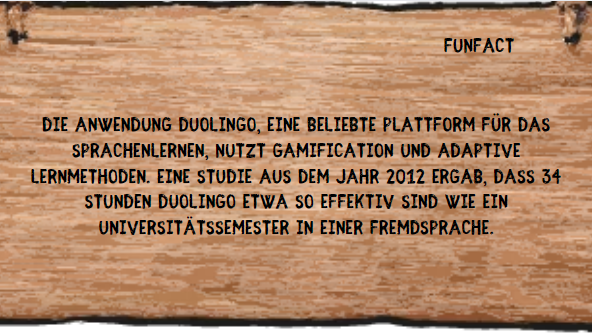 FUNFACT
DIE ANWENDUNG DUOLINGO, EINE BELIEBTE PLATTFORM FÜR DAS
SPRACHENLERNEN, NUTZT GAMIFICATION UND ADAPTIVE
LERNMETHODEN. EINE STUDIE AUS DEM JAHR 2012 ERGAB, DASS 34
STUNDEN DUOLINGO ETWA SO EFFEKTIV SIND WIE EIN
UNIVERSITÄTSSEMESTER IN EINER FREMDSPRACHE.